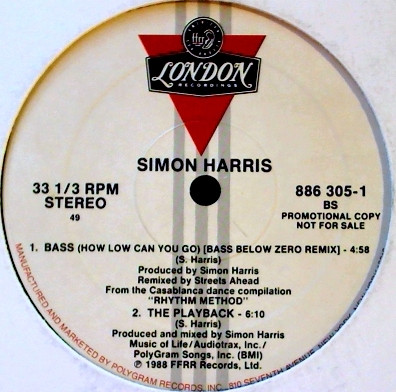 ffrr
LONDON
RECORDINGS
SIMON HARRIS
33 1/3 RPM
STEREO
49
886 305-1
BS
PROMOTIONAL COPY
NOT FOR SALE
1. BASS (HOW LOW CAN YOU GO) [BASS BELOW ZERO REMIX] - 4:58
(S. Harris)
Produced by Simon Harris
Remixed by Streets Ahead
From the Casablanca dance compilation
"RHYTHM METHOD"
2. THE PLAYBACK - 6:10
(S. Harris)
Produced and mixed by Simon Harris
Music of Life/Audiotrax, Inc./
PolyGram Songs, Inc. (BMI)
℗ 1988 FFRR Records, Ltd.
MANUFACTURED AND MARKETED BY POLYGRAM RECORDS, INC., 810 SEVENTH AVENUE,